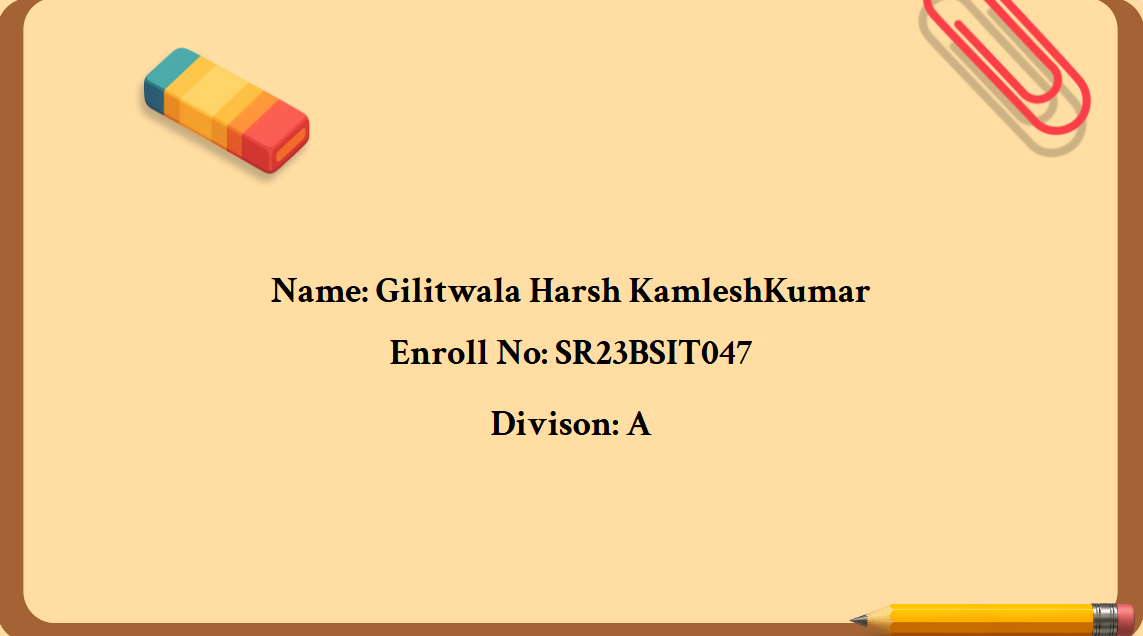 Name: Gilitwala Harsh KamleshKumar
Enroll No: SR23BSIT047
Divison: A